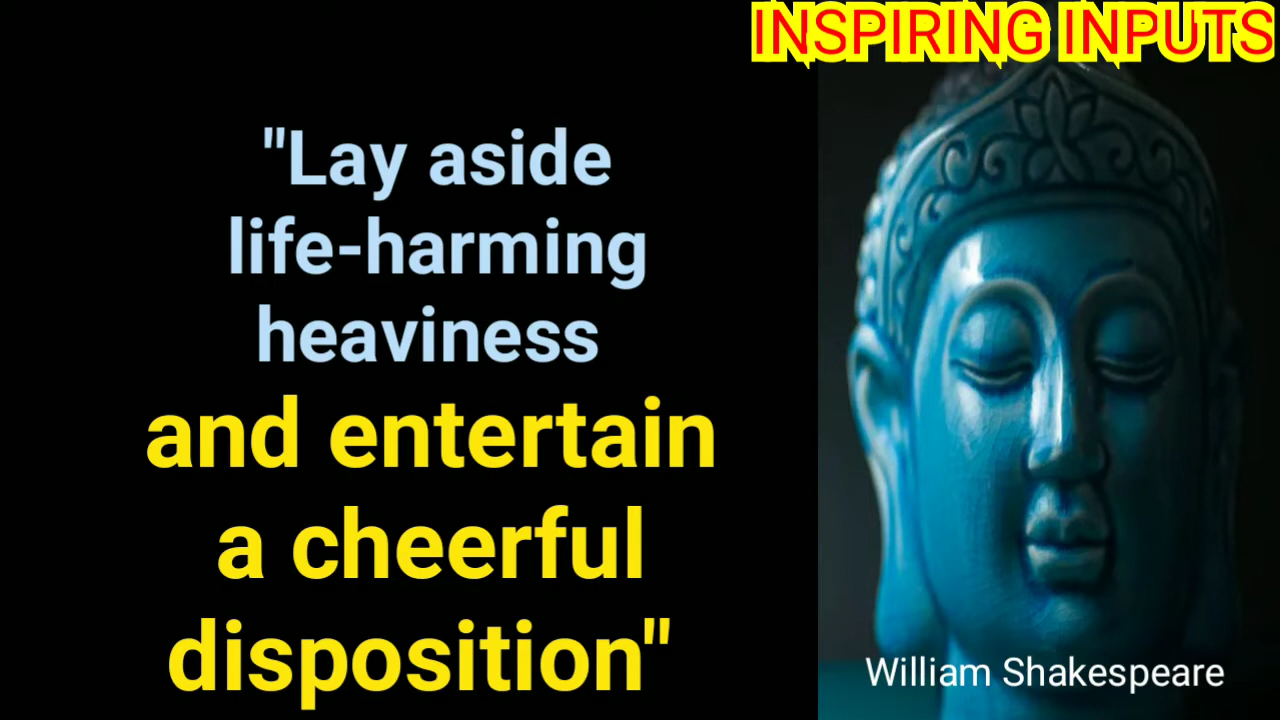 INSPIRING INPUTS
"Lay aside
life-harming
heaviness
and entertain
a cheerful
disposition"
William Shakespeare